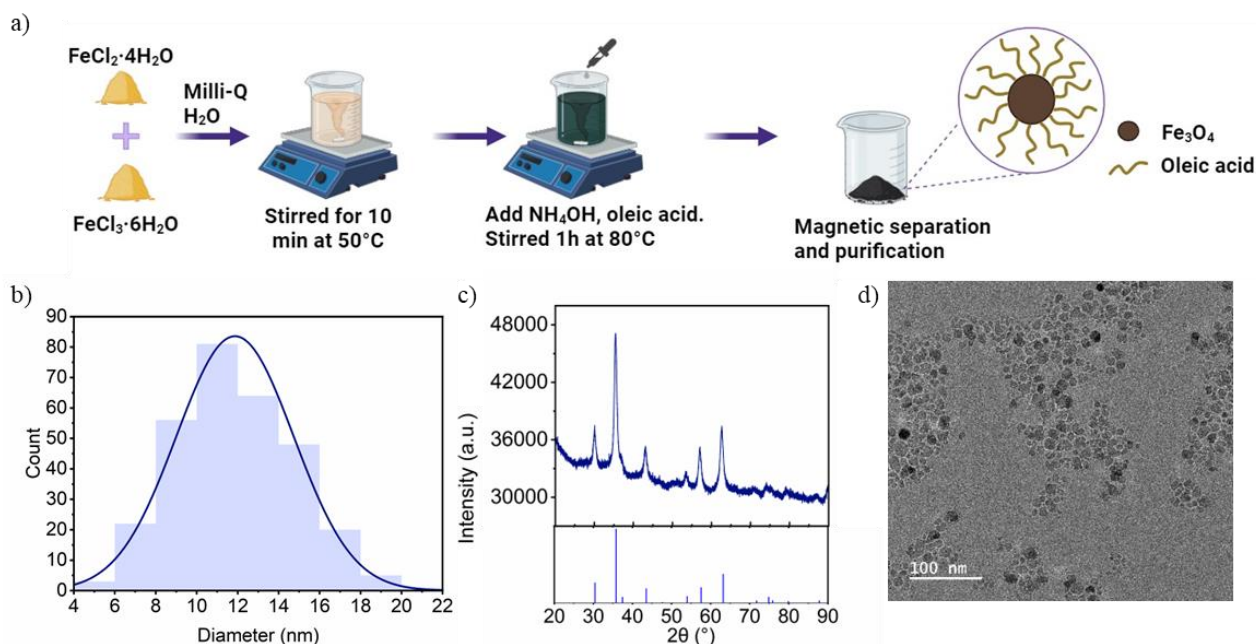 a)
FeCl₂·4H₂O
FeCl₃·6H₂O
Milli-Q
H₂O
Stirred for 10
min at 50°C
Add NH₄OH, oleic acid.
Stirred 1h at 80°C
Magnetic separation
and purification
Fe₃O₄
Oleic acid
b)
90
80
70
60
50
40
30
20
10
0
Count
4 6 8 10 12 14 16 18 20 22
Diameter (nm)
c)
48000
42000
36000
30000
Intensity (a.u.)
20 30 40 50 60 70 80 90
2θ (°)
d)
100 nm